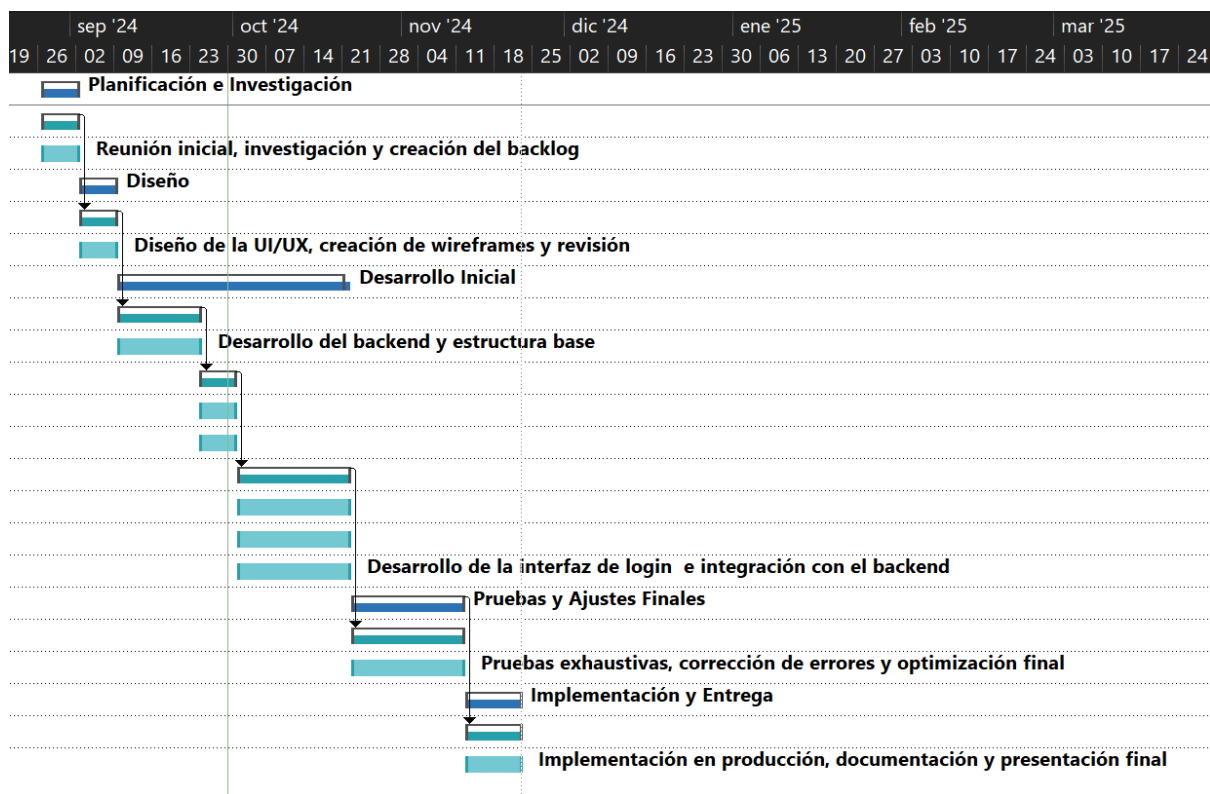 sep '24 oct '24 nov '24 dic '24 ene '25 feb '25 mar '25
19 26 02 09 16 23 30 07 14 21 28 04 11 18 25 02 09 16 23 30 06 13 20 27 03 10 17 24 03 10 17 24
Planificación e Investigación
Reunión inicial, investigación y creación del backlog
Diseño
Diseño de la UI/UX, creación de wireframes y revisión
Desarrollo Inicial
Desarrollo del backend y estructura base
Desarrollo de la interfaz de login e integración con el backend
Pruebas y Ajustes Finales
Pruebas exhaustivas, corrección de errores y optimización final
Implementación y Entrega
Implementación en producción, documentación y presentación final